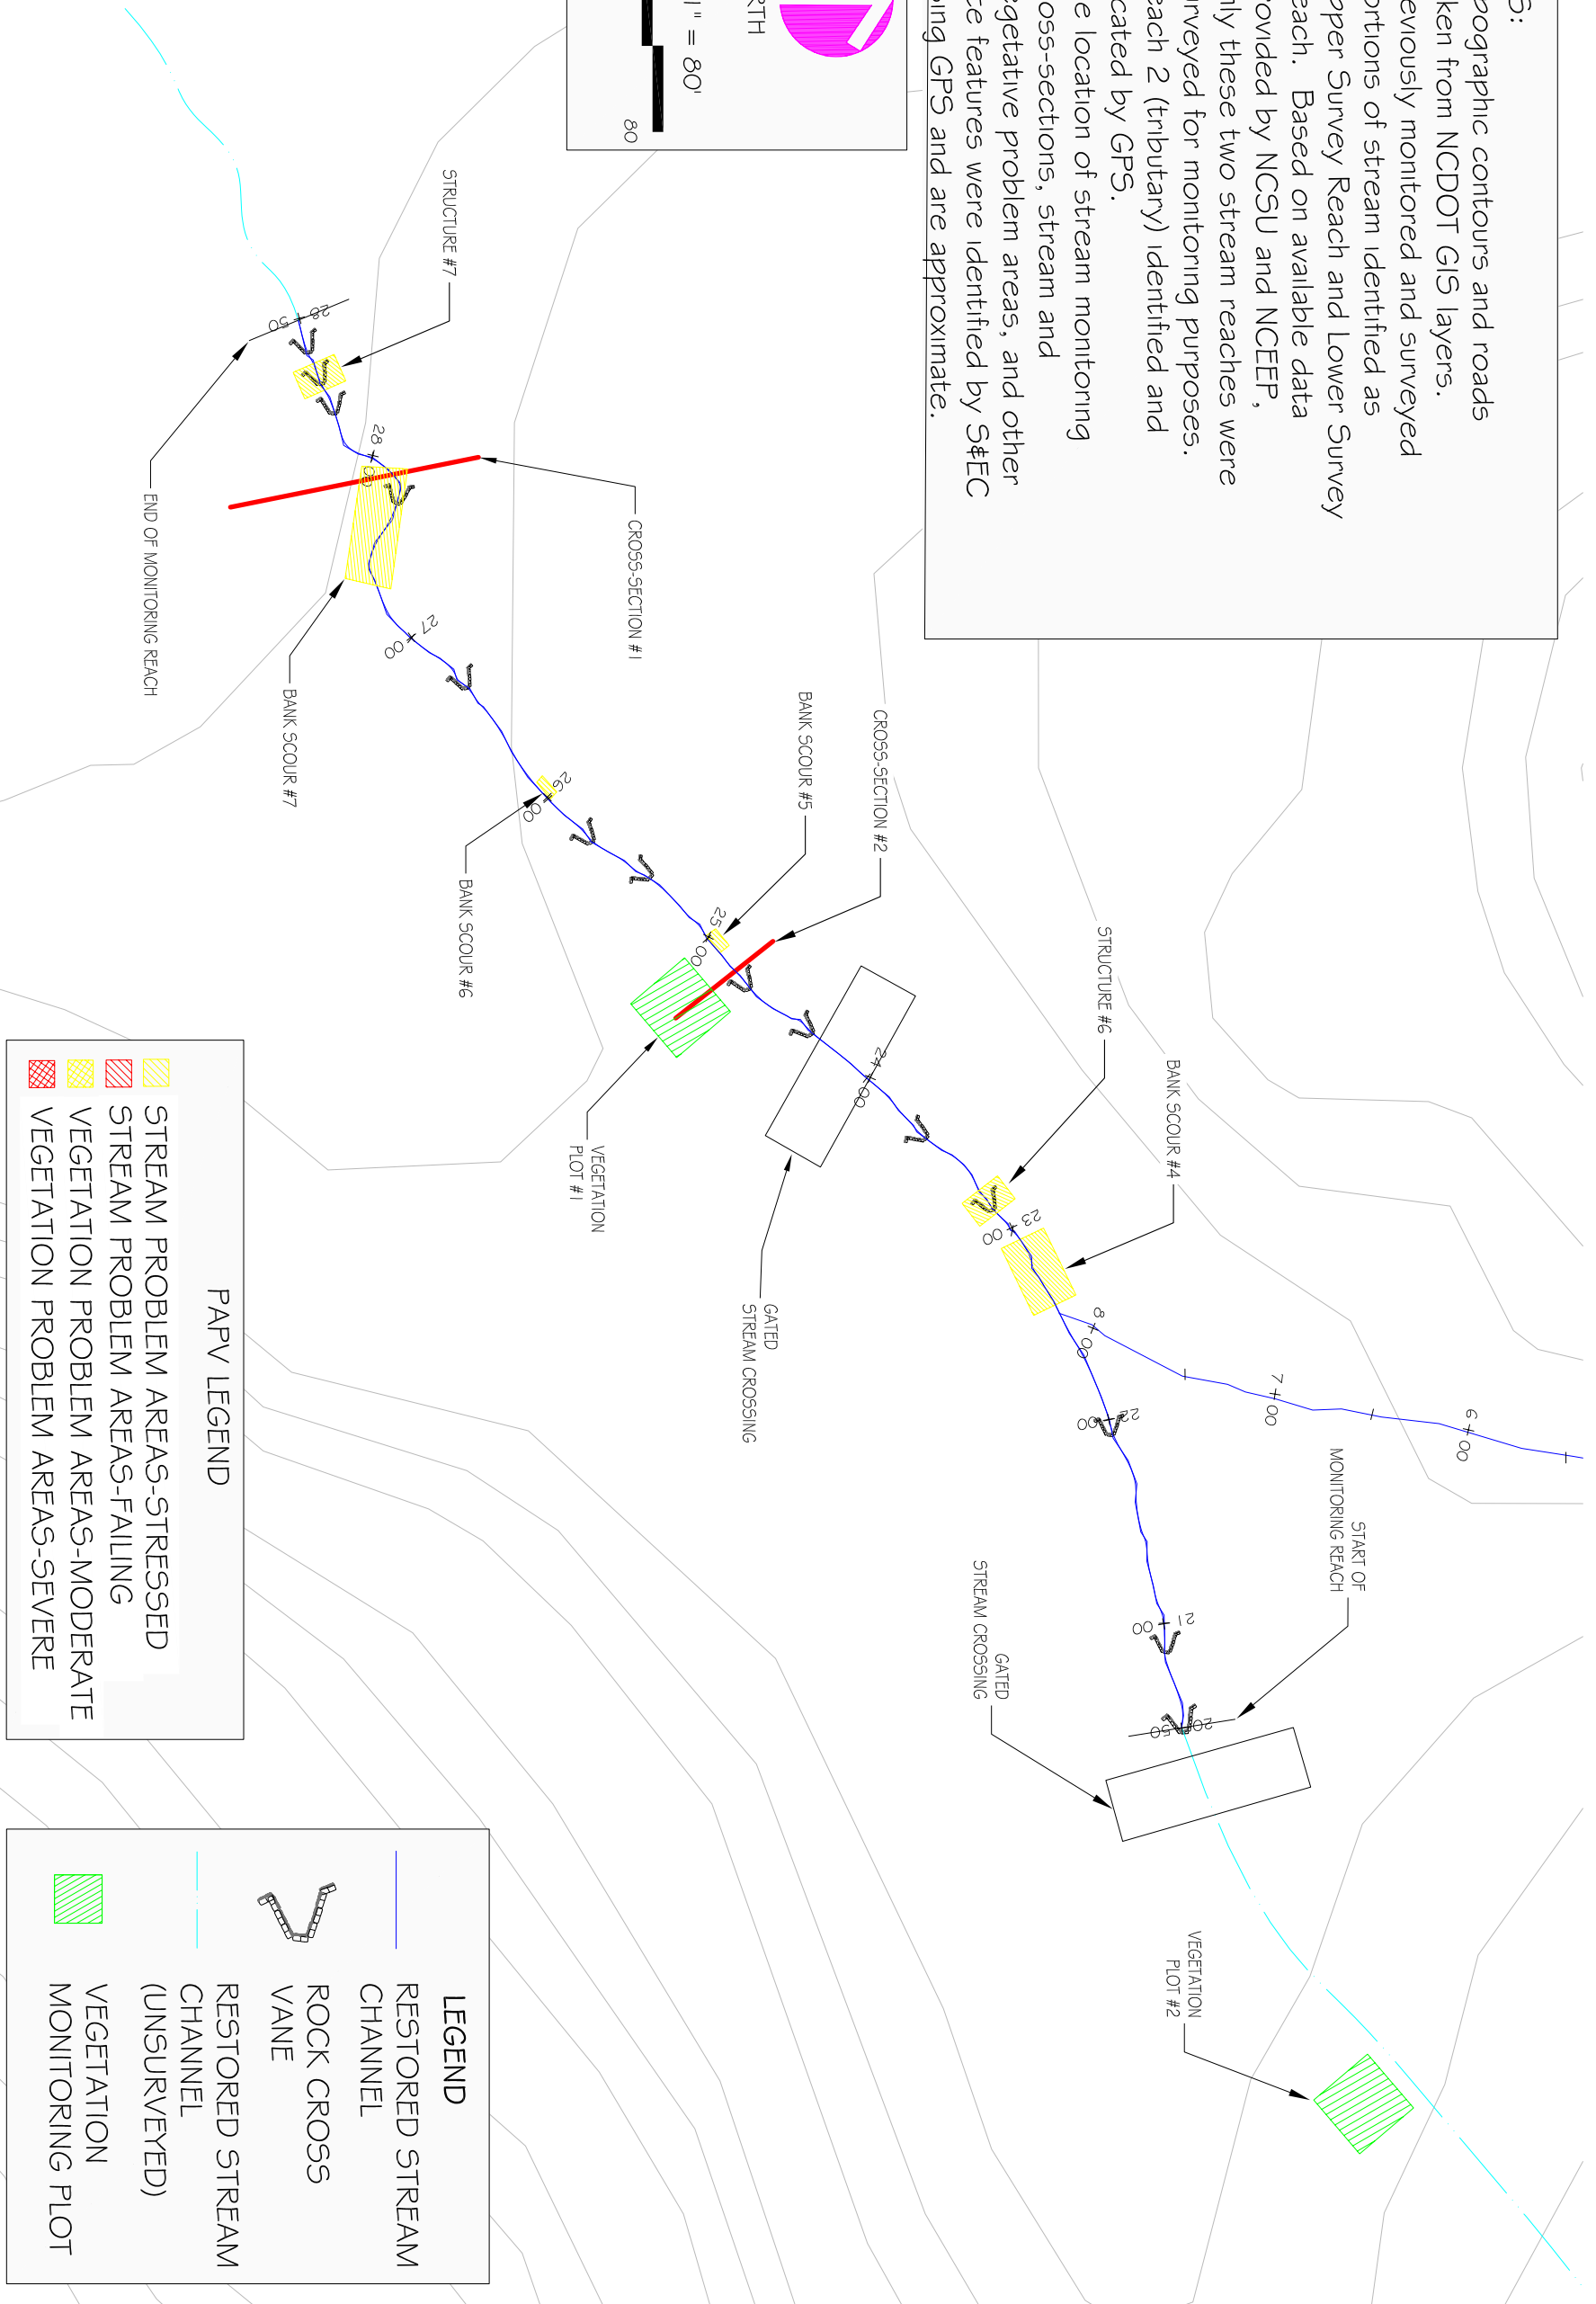 S:
pographic contours and roads
ken from NCDOT GIS layers.
eviously monitored and surveyed
ortions of stream identified as
pper Survey Reach and Lower Survey
each. Based on available data
rovided by NCSU and NCEEP,
nly these two stream reaches were
urveyed for monitoring purposes.
each 2 (tributary) identified and
cated by GPS.
e location of stream monitoring
oss-sections, stream and
egetative problem areas, and other
te features were identified by S&EC
sing GPS and are approximate.
RTH
1" = 80'
80
STRUCTURE #7
28
50
END OF MONITORING REACH
28
00
CROSS-SECTION #1
BANK SCOUR #7
27
00
BANK SCOUR #5
CROSS-SECTION #2
26
00
BANK SCOUR #6
25
00
STRUCTURE #6
BANK SCOUR #4
24
00
VEGETATION
PLOT #1
GATED
STREAM CROSSING
23
00
8
00
7
00
6
00
22
00
START OF
MONITORING REACH
21
00
GATED
STREAM CROSSING
20
50
VEGETATION
PLOT #2
PAPV LEGEND
STREAM PROBLEM AREAS-STRESSED
STREAM PROBLEM AREAS-FAILING
VEGETATION PROBLEM AREAS-MODERATE
VEGETATION PROBLEM AREAS-SEVERE
LEGEND
RESTORED STREAM
CHANNEL
ROCK CROSS
VANE
RESTORED STREAM
CHANNEL
(UNSURVEYED)
VEGETATION
MONITORING PLOT